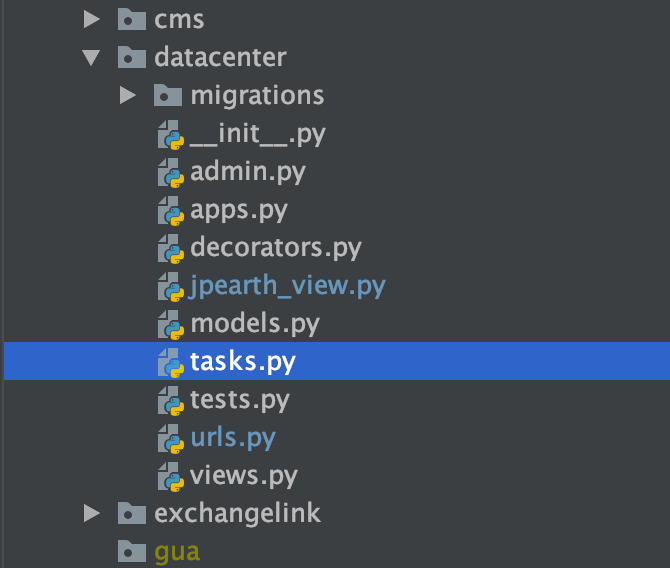 cms
datacenter
migrations
__init__.py
admin.py
apps.py
decorators.py
jpearth_view.py
models.py
tasks.py
tests.py
urls.py
views.py
exchangelink
gua